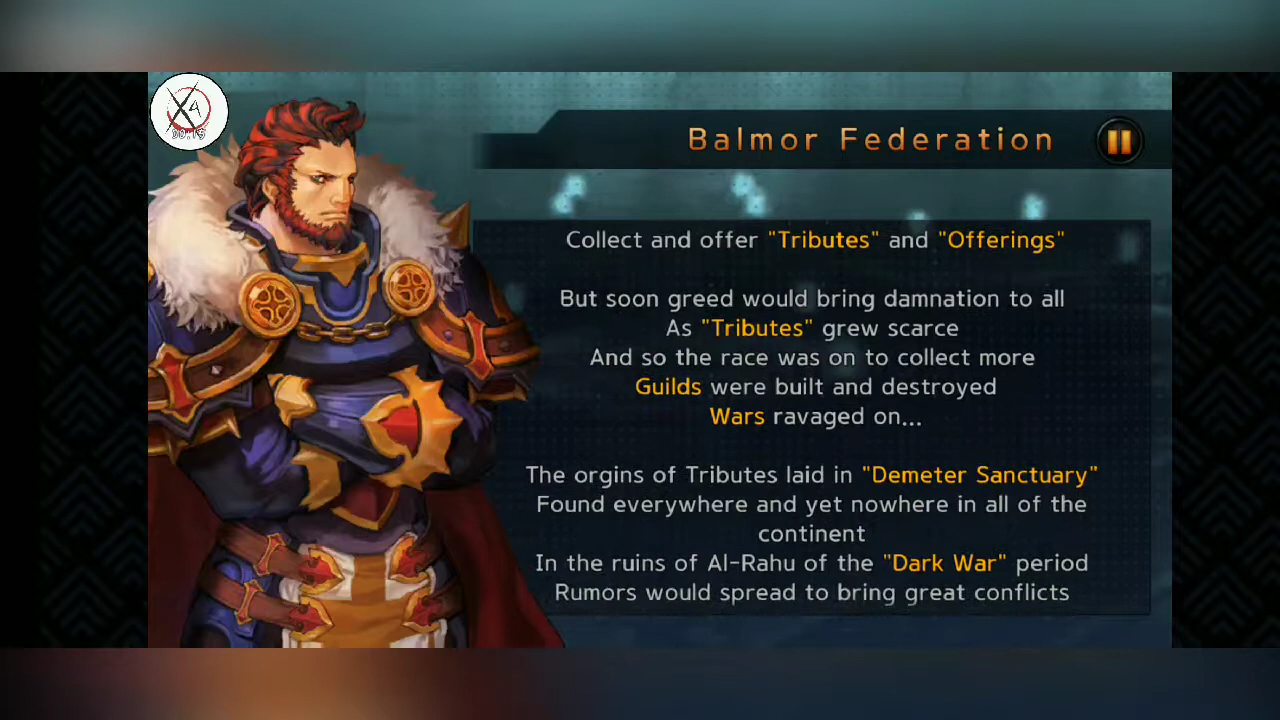 X4
00:19
Balmor Federation
Collect and offer "Tributes" and "Offerings"
But soon greed would bring damnation to all
As "Tributes" grew scarce
And so the race was on to collect more
Guilds were built and destroyed
Wars ravaged on...
The orgins of Tributes laid in "Demeter Sanctuary"
Found everywhere and yet nowhere in all of the
continent
In the ruins of Al-Rahu of the "Dark War" period
Rumors would spread to bring great conflicts